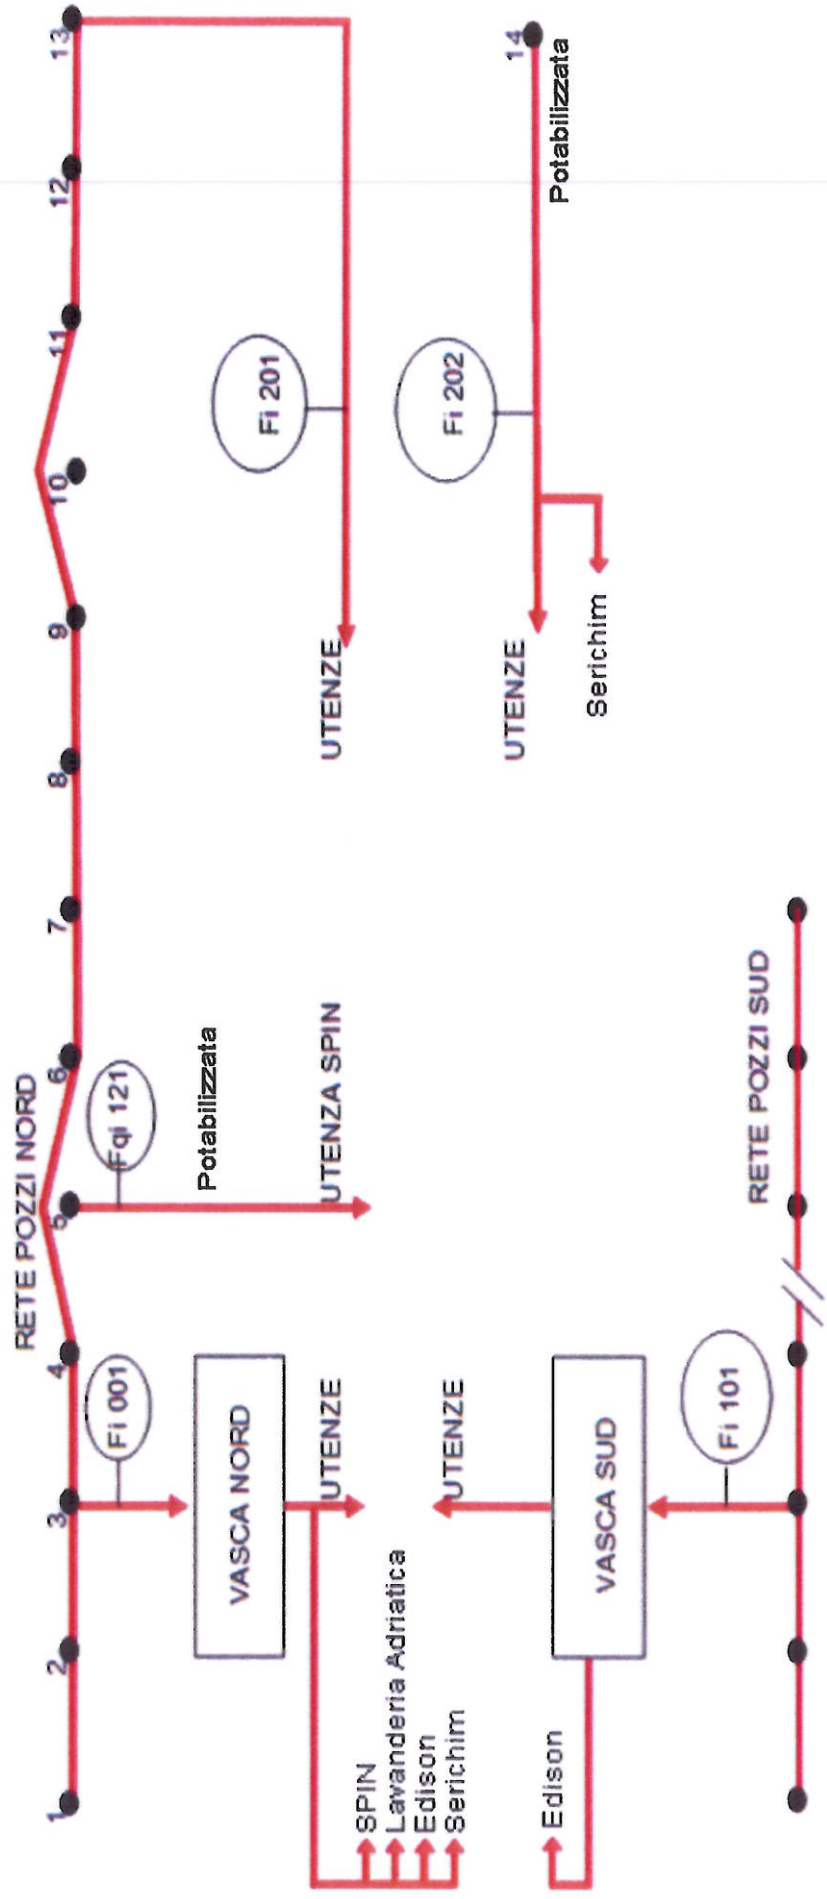 RETE POZZI NORD
1
2
3
4
5
6
7
8
9
10
11
12
13
Fi 001
Fqi 121
Potabilizzata
VASCA NORD
UTENZE
UTENZA SPIN
UTENZE
Fi 201
14
Potabilizzata
Fi 202
UTENZE
Serichim
SPIN
Lavanderia Adriatica
Edison
Serichim
UTENZE
Edison
VASCA SUD
Fi 101
RETE POZZI SUD